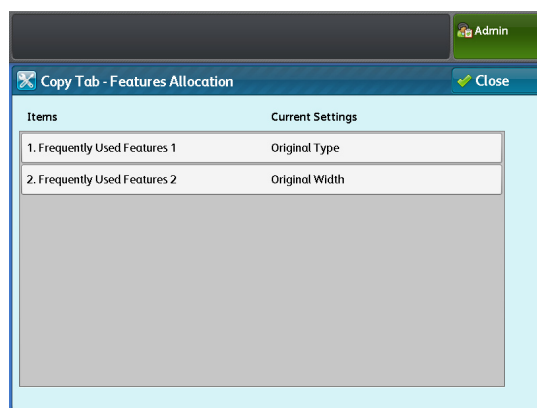 Admin
Copy Tab - Features Allocation
Close
Items Current Settings
1. Frequently Used Features 1 Original Type
2. Frequently Used Features 2 Original Width